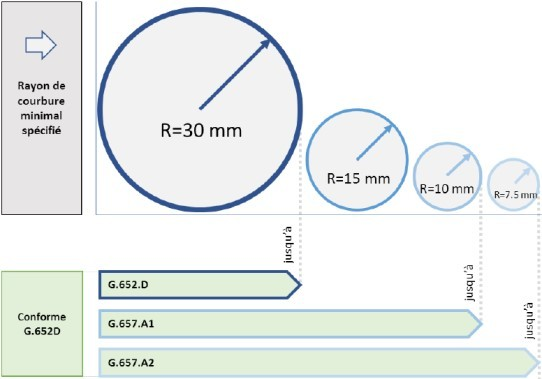 Rayon de
courbure
minimal
spécifié
R=30 mm
R=15 mm
R=10 mm
R=7.5 mm
jusqu'à
jusqu'à
jusqu'à
Conforme
G.652D
G.652.D
G.657.A1
G.657.A2